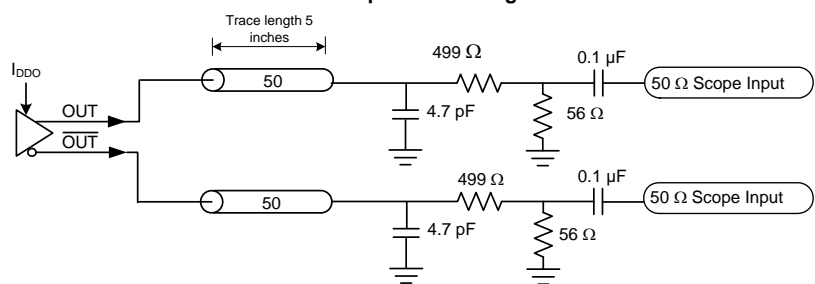 Trace length 5
inches
I_DDO
OUT
OUT
50
499 Ω
4.7 pF
56 Ω
0.1 µF
50 Ω Scope Input
50
499 Ω
4.7 pF
56 Ω
0.1 µF
50 Ω Scope Input